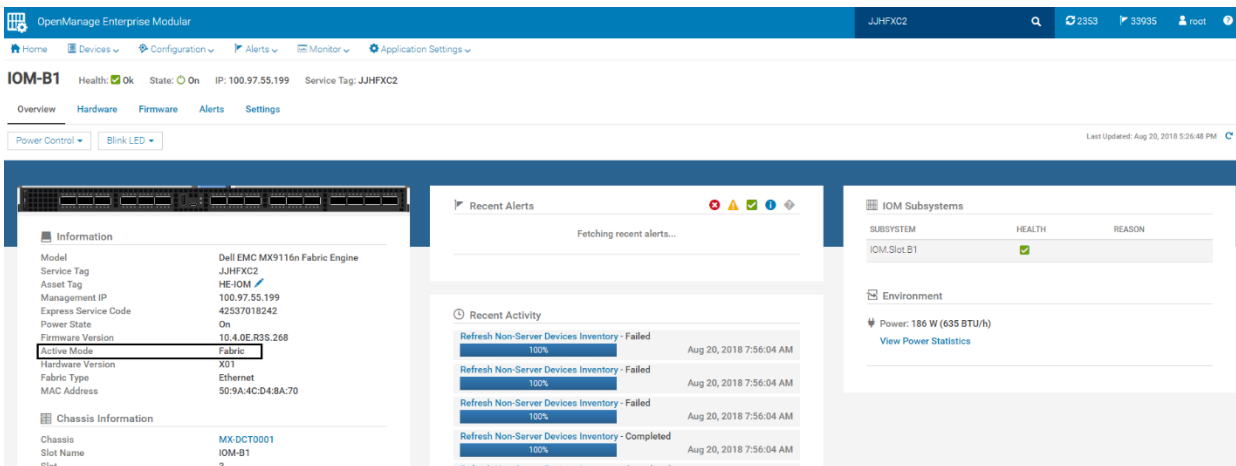 OpenManage Enterprise Modular JJHFXC2 2353 33935 root
Home Devices Configuration Alerts Monitor Application Settings
IOM-B1 Health: Ok State: On IP: 100.97.55.199 Service Tag: JJHFXC2
Overview Hardware Firmware Alerts Settings
Power Control Blink LED Last Updated: Aug 20, 2018 5:26:48 PM
Information
Model Dell EMC MX9116n Fabric Engine
Service Tag JJHFXC2
Asset Tag HE-IOM
Management IP 100.97.55.199
Express Service Code 42537018242
Power State On
Firmware Version 10.4.0E.R3S.268
Active Mode Fabric
Hardware Version X01
Fabric Type Ethernet
MAC Address 50:9A:4C:D4:8A:70
Chassis Information
Chassis MX-DCT0001
Slot Name IOM-B1
Slot 2
Recent Alerts
Fetching recent alerts...
Recent Activity
Refresh Non-Server Devices Inventory - Failed
100% Aug 20, 2018 7:56:04 AM
Refresh Non-Server Devices Inventory - Failed
100% Aug 20, 2018 7:56:04 AM
Refresh Non-Server Devices Inventory - Failed
100% Aug 20, 2018 7:56:04 AM
Refresh Non-Server Devices Inventory - Completed
100% Aug 20, 2018 7:56:04 AM
IOM Subsystems
SUBSYSTEM HEALTH REASON
IOM.Slot.B1
Environment
Power: 186 W (635 BTU/h)
View Power Statistics